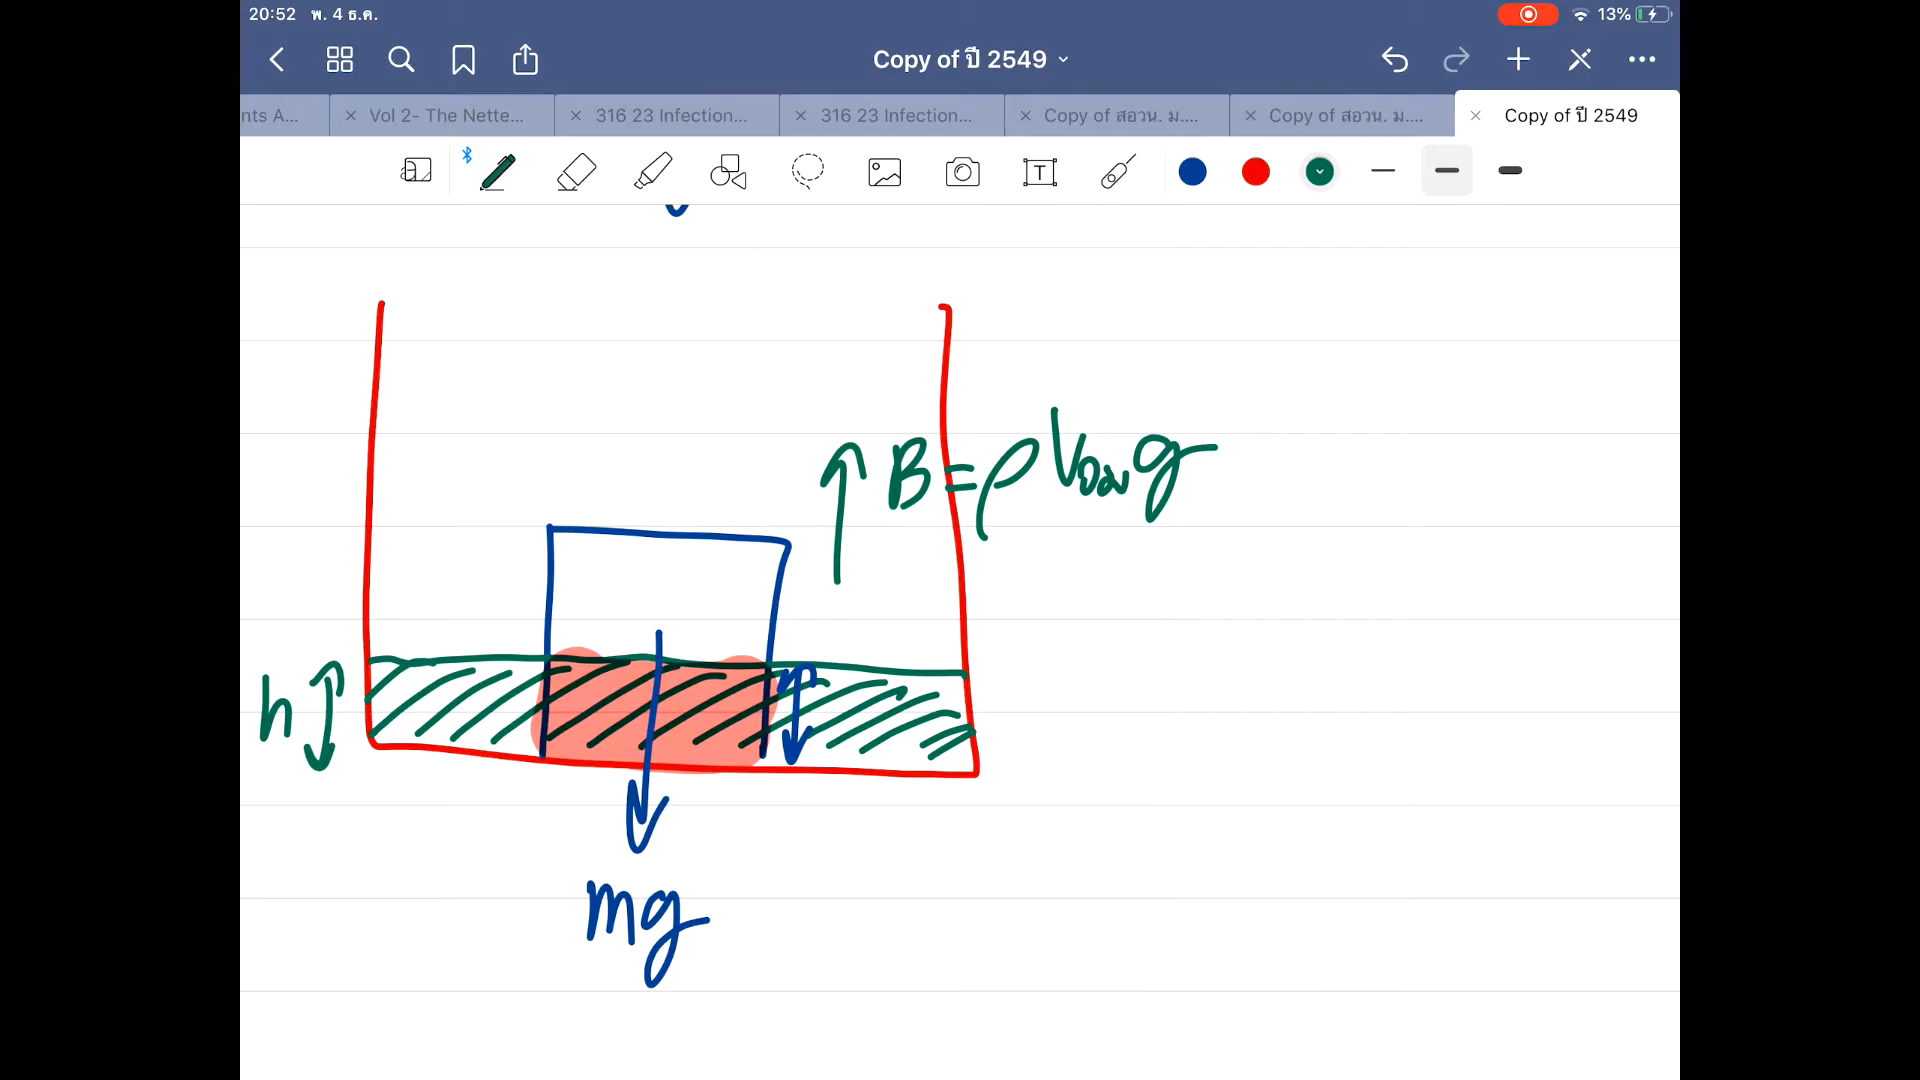 20:52 พ. 4 ธ.ค.
13%
Copy of ปี 2549
nts A...
Vol 2- The Nette...
316 23 Infection...
316 23 Infection...
Copy of สอวน. ม....
Copy of สอวน. ม....
Copy of ปี 2549
a
T
B = ρ Vจม g
h
mg